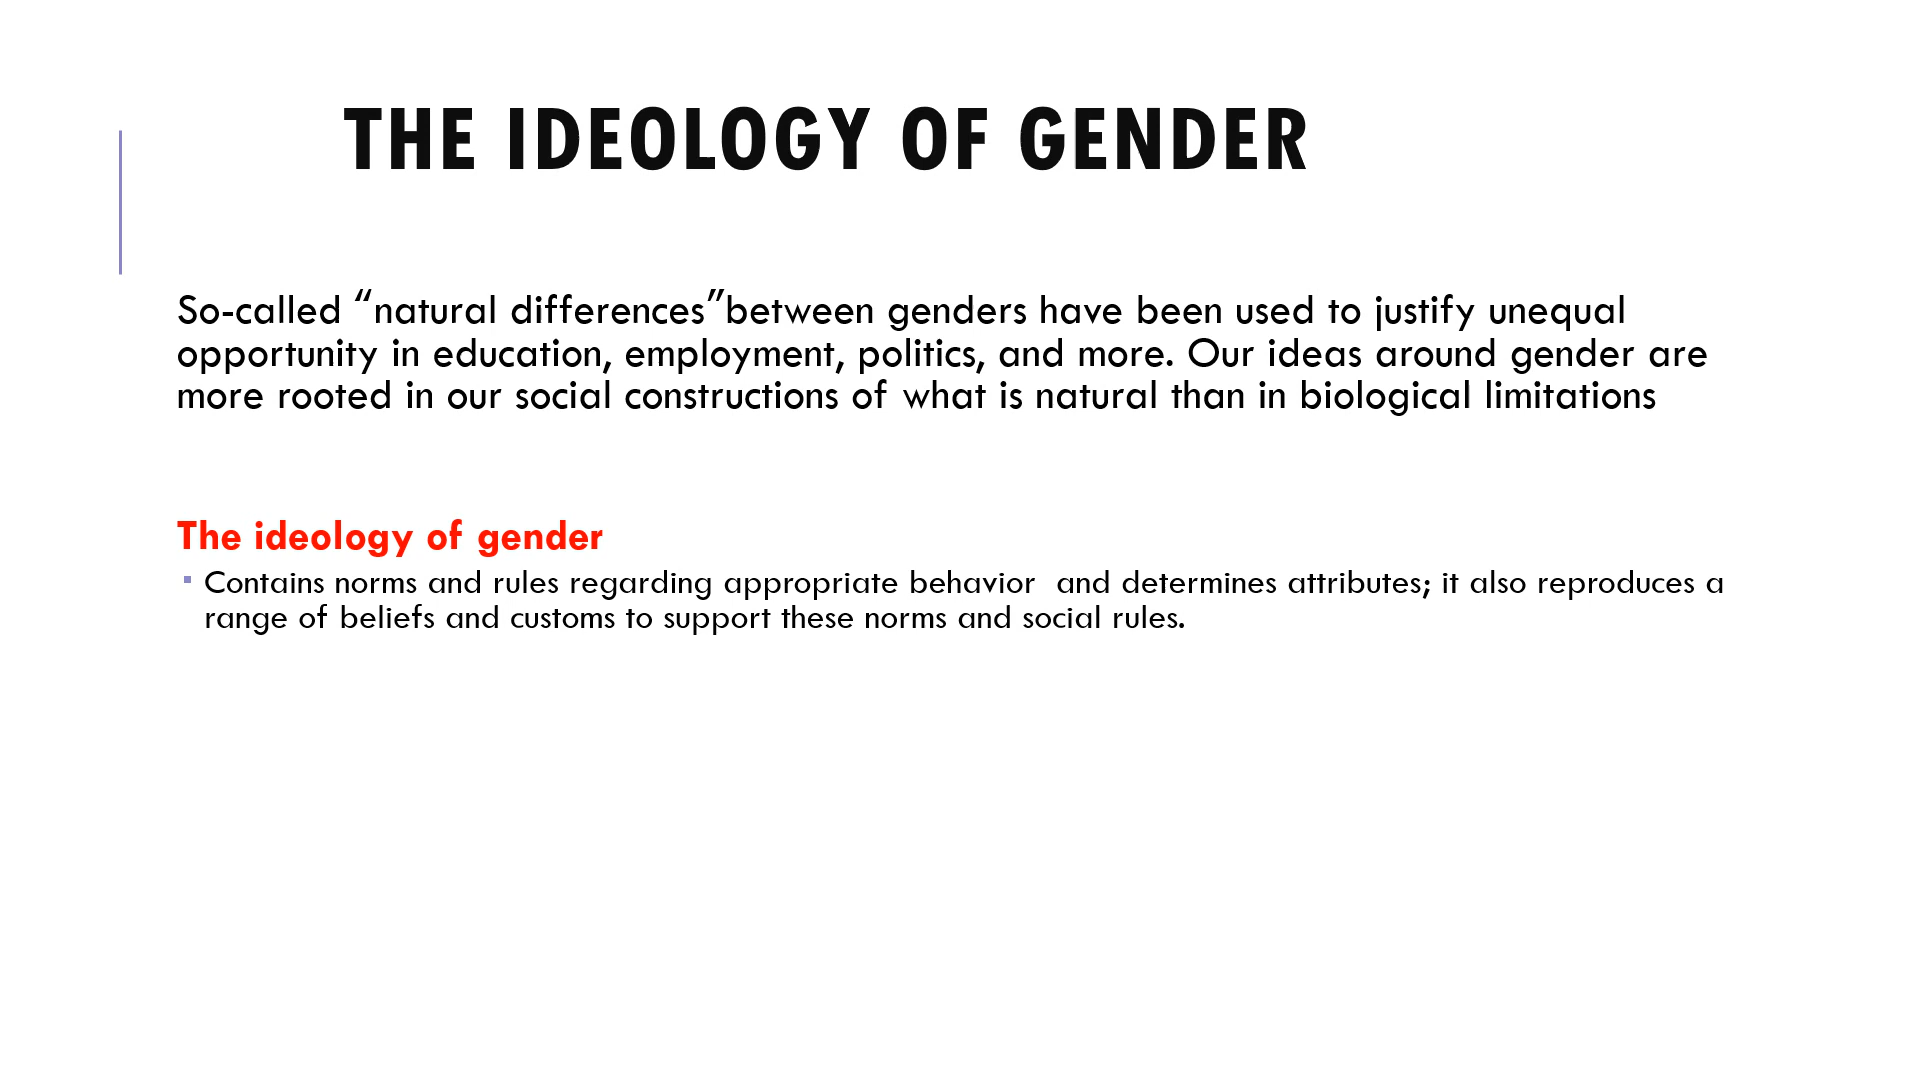 THE IDEOLOGY OF GENDER
So-called “natural differences”between genders have been used to justify unequal
opportunity in education, employment, politics, and more. Our ideas around gender are
more rooted in our social constructions of what is natural than in biological limitations
The ideology of gender
▪ Contains norms and rules regarding appropriate behavior  and determines attributes; it also reproduces a
range of beliefs and customs to support these norms and social rules.